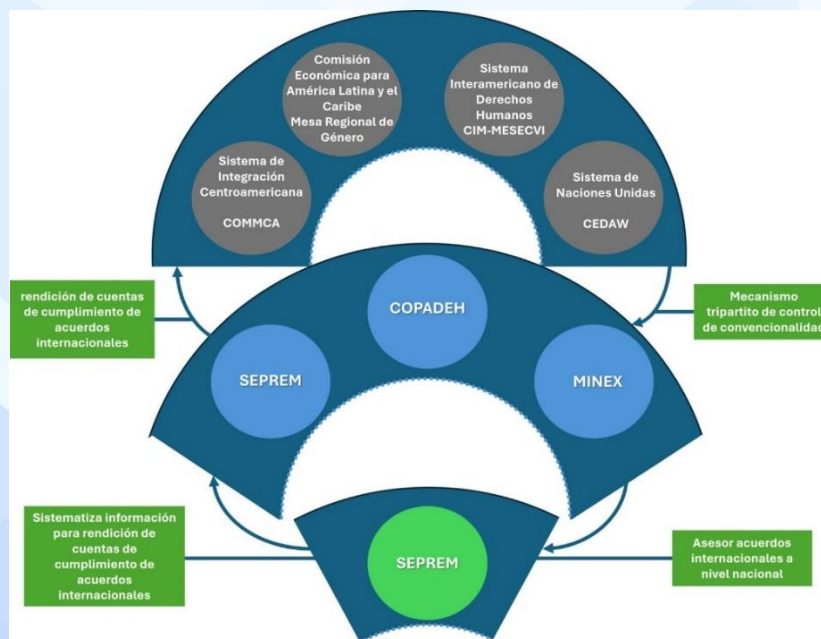 Comisión
Económica para
América Latina y el
Caribe
Mesa Regional de
Género
Sistema
Interamericano de
Derechos
Humanos
CIM-MESECVI
Sistema de
Integración
Centroamericana
COMMCA
Sistema de
Naciones Unidas
CEDAW
rendición de cuentas
de cumplimiento de
acuerdos
internacionales
COPADEH
Mecanismo
tripartito de control
de convencionalidad
SEPREM
MINEX
Sistematiza información
para rendición de
cuentas de
cumplimiento de
acuerdos
internacionales
SEPREM
Asesor acuerdos
internacionales a
nivel nacional